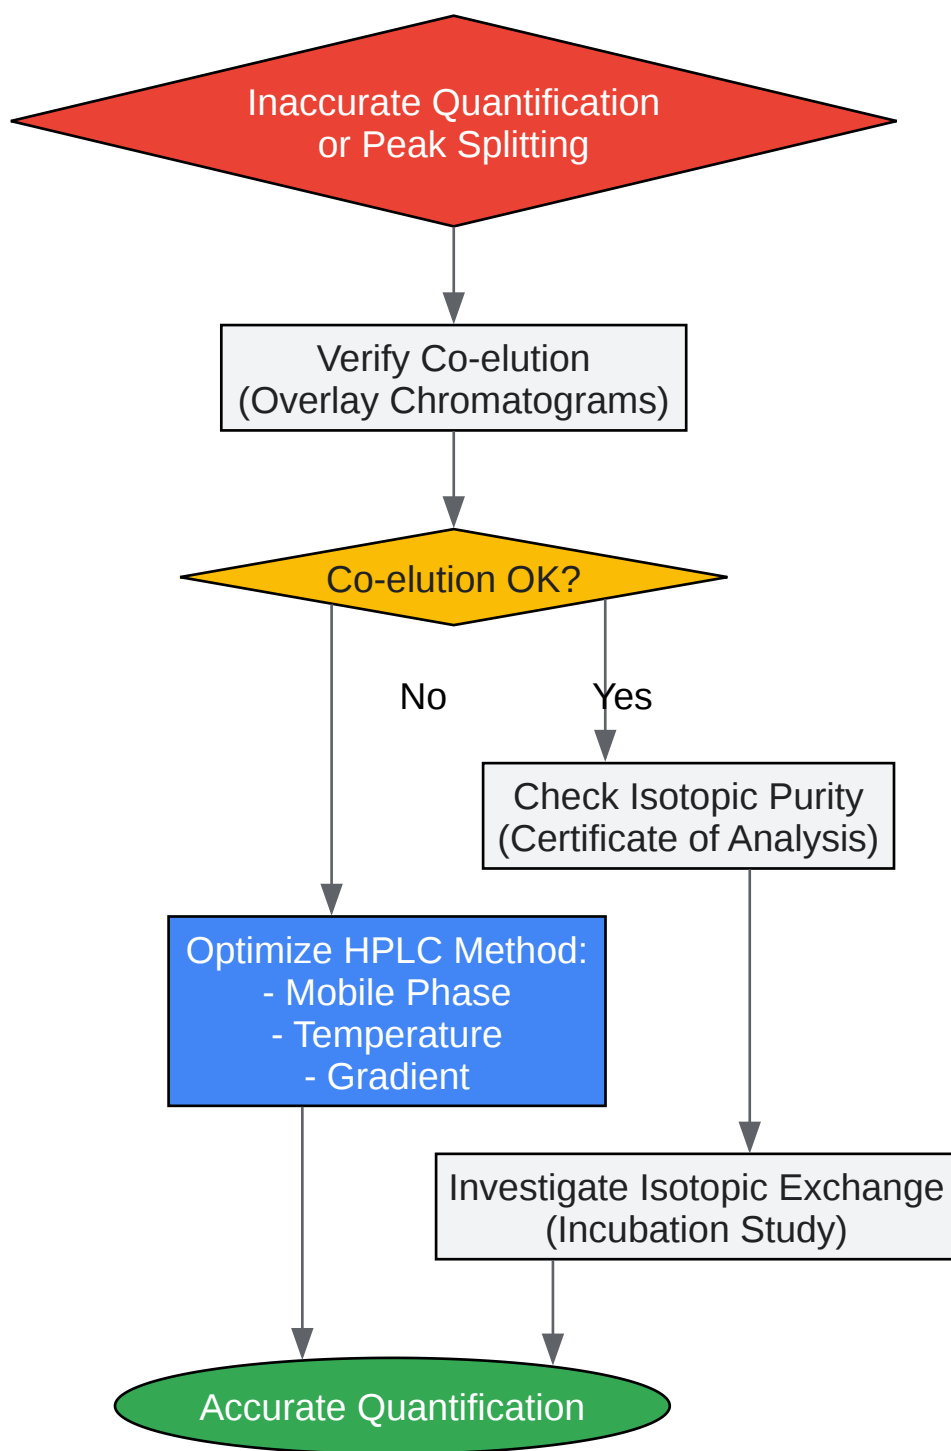 Inaccurate Quantification
or Peak Splitting
Verify Co-elution
(Overlay Chromatograms)
Co-elution OK?
No
Yes
Check Isotopic Purity
(Certificate of Analysis)
Optimize HPLC Method:
- Mobile Phase
- Temperature
- Gradient
Investigate Isotopic Exchange
(Incubation Study)
Accurate Quantification